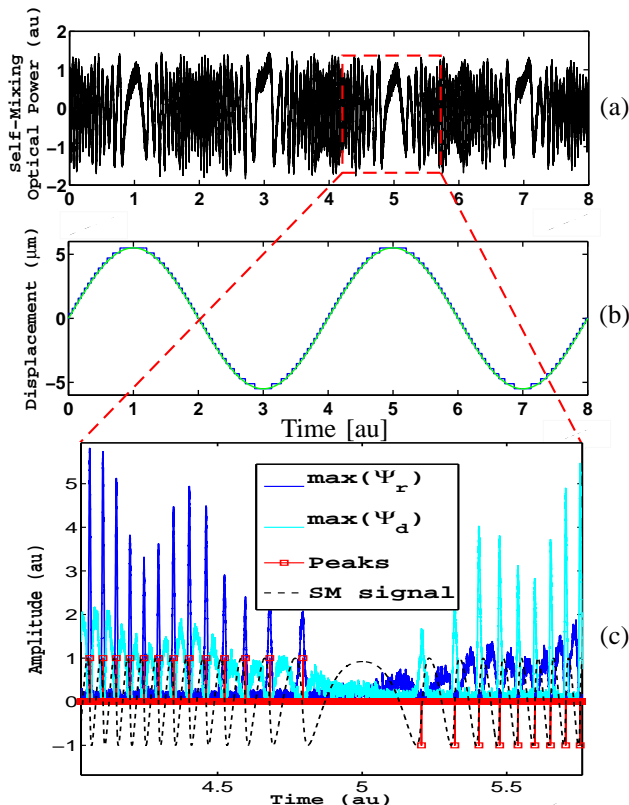 Self-Mixing
Optical Power (au)
2
1
0
−1
−2
0 1 2 3 4 5 6 7 8
(a)
Displacement (μm)
5
0
−5
0 1 2 3 4 5 6 7 8
Time [au]
(b)
Amplitude (au)
5
4
3
2
1
0
−1
max(Ψ_r)
max(Ψ_d)
Peaks
SM signal
(c)
4.5 5 5.5
Time (au)